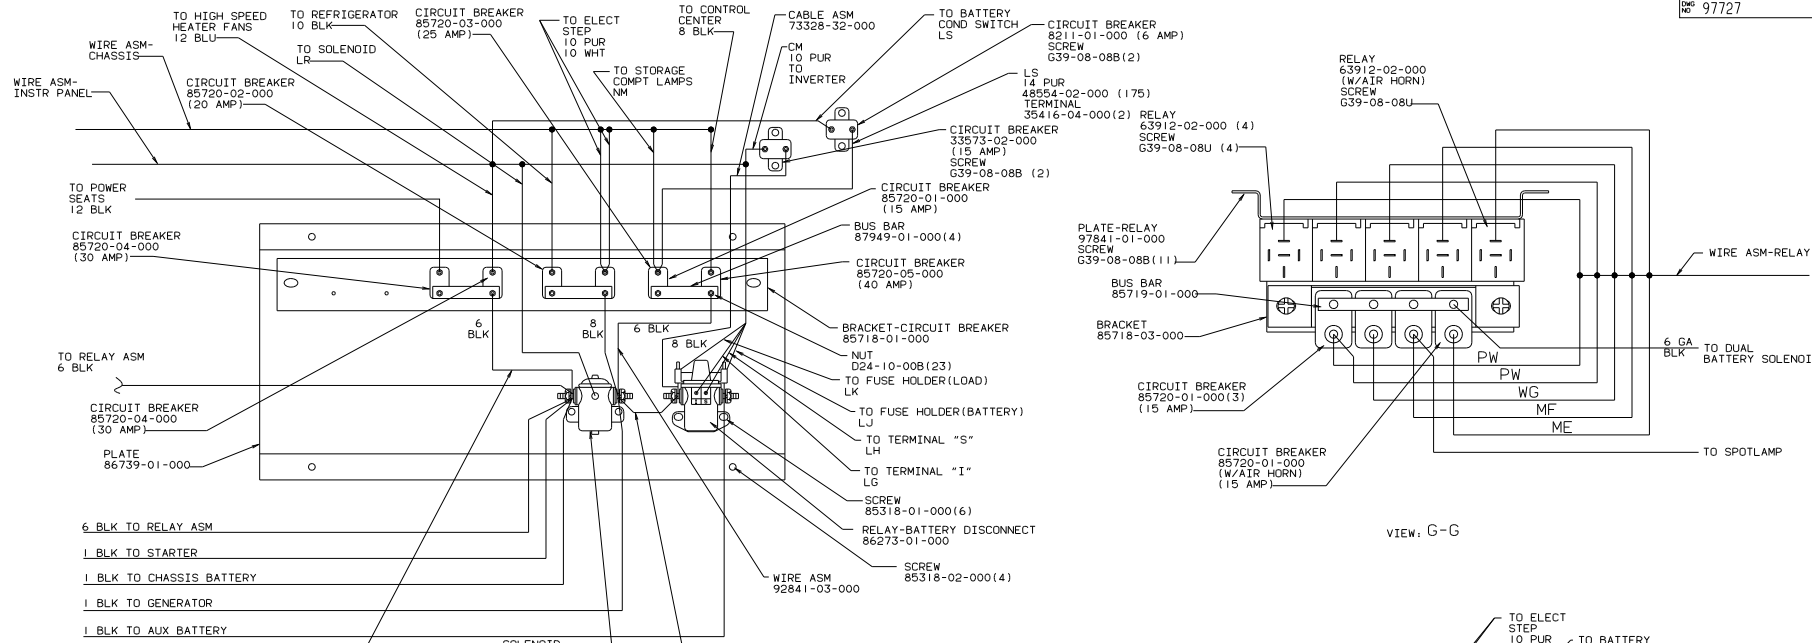 DWG
NO 97727
TO HIGH SPEED
HEATER FANS
12 BLU
TO REFRIGERATOR
10 BLK
CIRCUIT BREAKER
85720-03-000
(25 AMP)
TO ELECT
STEP
10 PUR
10 WHT
TO CONTROL
CENTER
8 BLK
CABLE ASM
73328-32-000
TO BATTERY
COND SWITCH
LS
CIRCUIT BREAKER
8211-01-000 (6 AMP)
SCREW
G39-08-08B(2)
WIRE ASM-
CHASSIS
TO SOLENOID
LR
CM
10 PUR
TO
INVERTER
WIRE ASM-
INSTR PANEL
CIRCUIT BREAKER
85720-02-000
(20 AMP)
TO STORAGE
COMPT LAMPS
NM
LS
14 PUR
48554-02-000 (175)
TERMINAL
35416-04-000(2)
CIRCUIT BREAKER
33573-02-000
(15 AMP)
SCREW
G39-08-08B (2)
TO POWER
SEATS
12 BLK
CIRCUIT BREAKER
85720-01-000
(15 AMP)
BUS BAR
87949-01-000(4)
CIRCUIT BREAKER
85720-04-000
(30 AMP)
CIRCUIT BREAKER
85720-05-000
(40 AMP)
6
BLK
8
BLK
6 BLK
8 BLK
BRACKET-CIRCUIT BREAKER
85718-01-000
NUT
D24-10-00B(23)
TO RELAY ASM
6 BLK
TO FUSE HOLDER(LOAD)
LK
TO FUSE HOLDER(BATTERY)
LJ
CIRCUIT BREAKER
85720-04-000
(30 AMP)
TO TERMINAL "S"
LH
PLATE
86739-01-000
TO TERMINAL "I"
LG
SCREW
85318-01-000(6)
RELAY-BATTERY DISCONNECT
86273-01-000
SCREW
85318-02-000(4)
WIRE ASM
92841-03-000
6 BLK TO RELAY ASM
1 BLK TO STARTER
1 BLK TO CHASSIS BATTERY
1 BLK TO GENERATOR
1 BLK TO AUX BATTERY
SOLENOID
RELAY
63912-02-000
(W/AIR HORN)
SCREW
G39-08-08U
RELAY
63912-02-000 (4)
SCREW
G39-08-08U (4)
PLATE-RELAY
97841-01-000
SCREW
G39-08-08B(11)
WIRE ASM-RELAY
BUS BAR
85719-01-000
BRACKET
85718-03-000
6 GA
BLK
TO DUAL
BATTERY SOLENOI
PW
PW
WG
MF
ME
CIRCUIT BREAKER
85720-01-000(3)
(15 AMP)
CIRCUIT BREAKER
85720-01-000
(W/AIR HORN)
(15 AMP)
TO SPOTLAMP
VIEW: G-G
TO ELECT
STEP
10 PUR
TO BATTERY